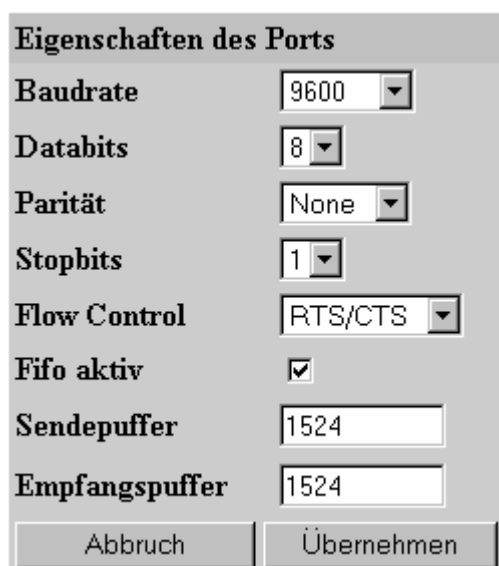 Eigenschaften des Ports
Baudrate 9600
Databits 8
Parität None
Stopbits 1
Flow Control RTS/CTS
Fifo aktiv
Sendepuffer 1524
Empfangspuffer 1524
Abbruch Übernehmen